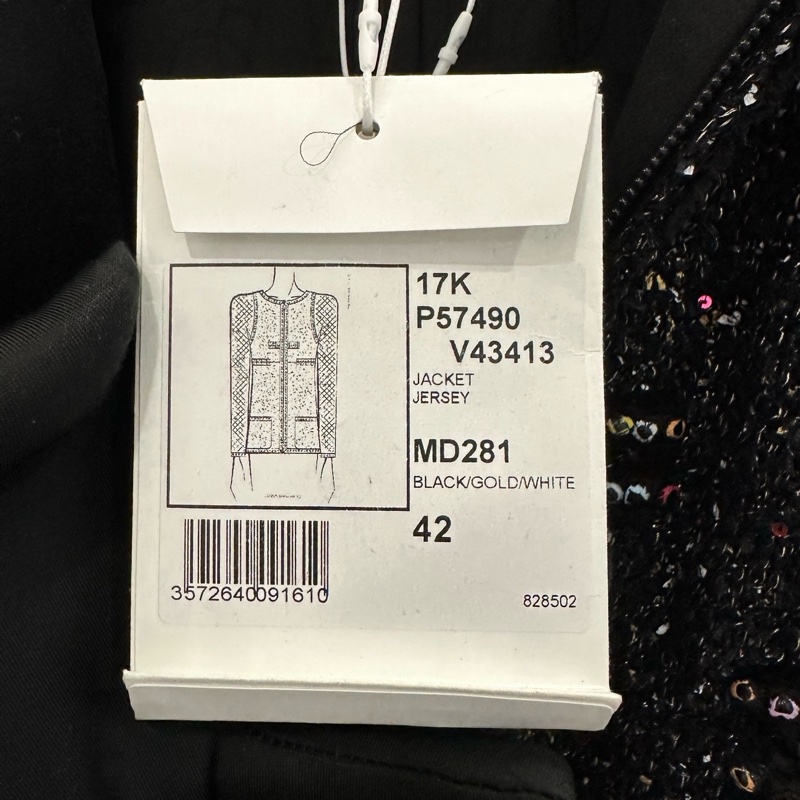 17K
P57490
V43413
JACKET
JERSEY
MD281
BLACK/GOLD/WHITE
42
3572640091610
828502